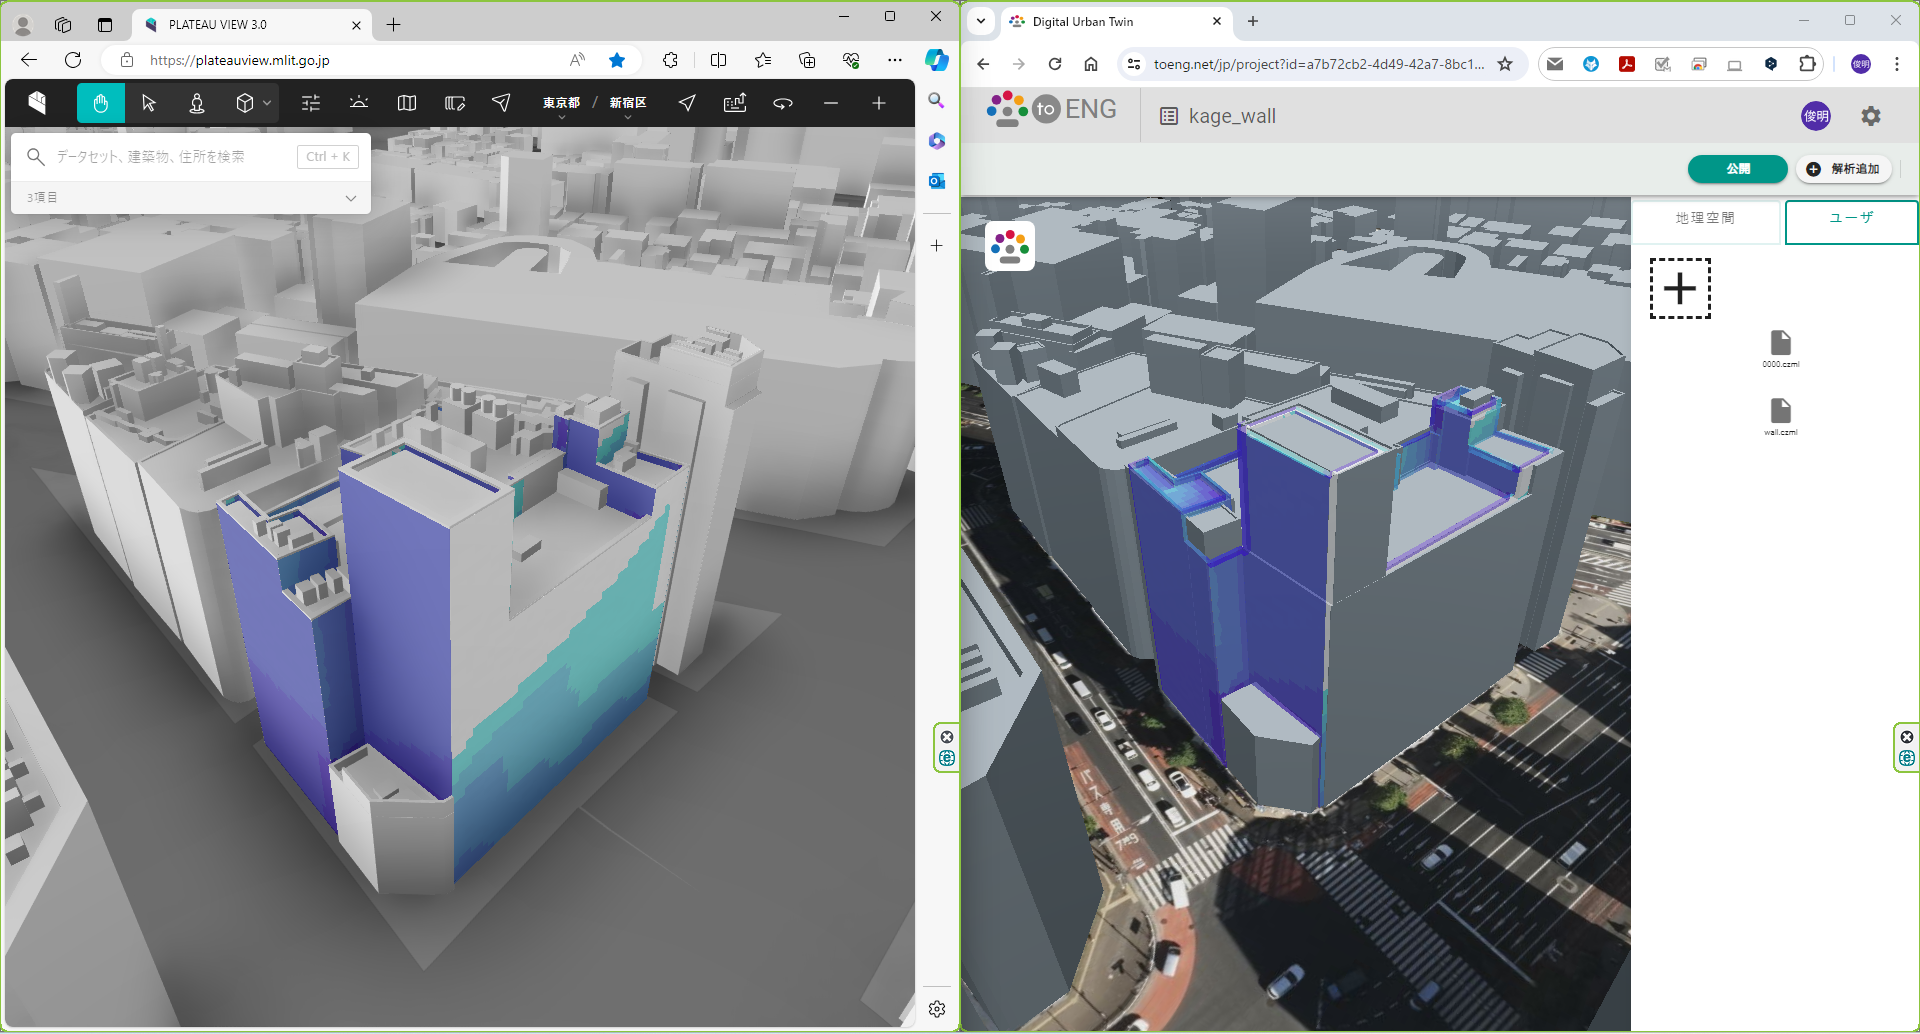 PLATEAU VIEW 3.0
https://plateauview.mlit.go.jp
東京都 / 新宿区
データセット、建築物、住所を検索
Ctrl + K
3項目
Digital Urban Twin
toeng.net/jp/project?id=a7b72cb2-4d49-42a7-8bc1...
俊明
to ENG
kage_wall
俊明
公開
解析追加
地理空間
ユーザ
0000.czml
wall.czml